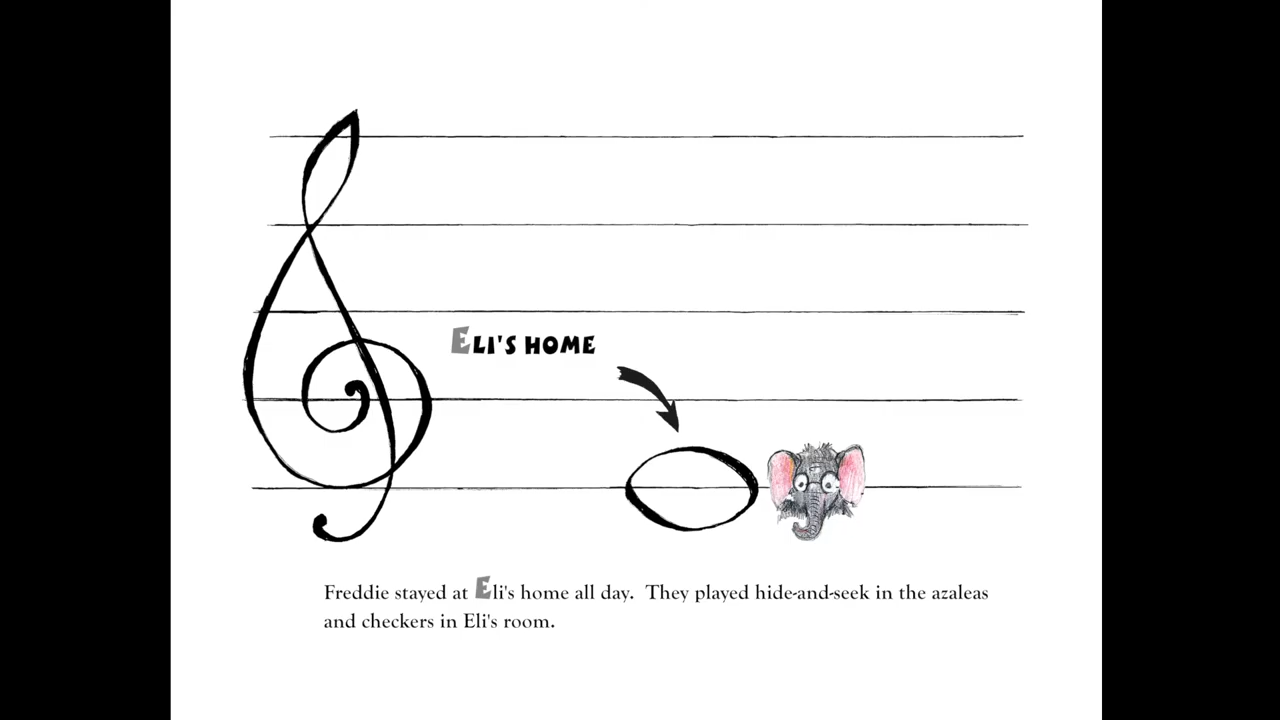 ELI'S HOME
Freddie stayed at Eli's home all day. They played hide-and-seek in the azaleas
and checkers in Eli's room.